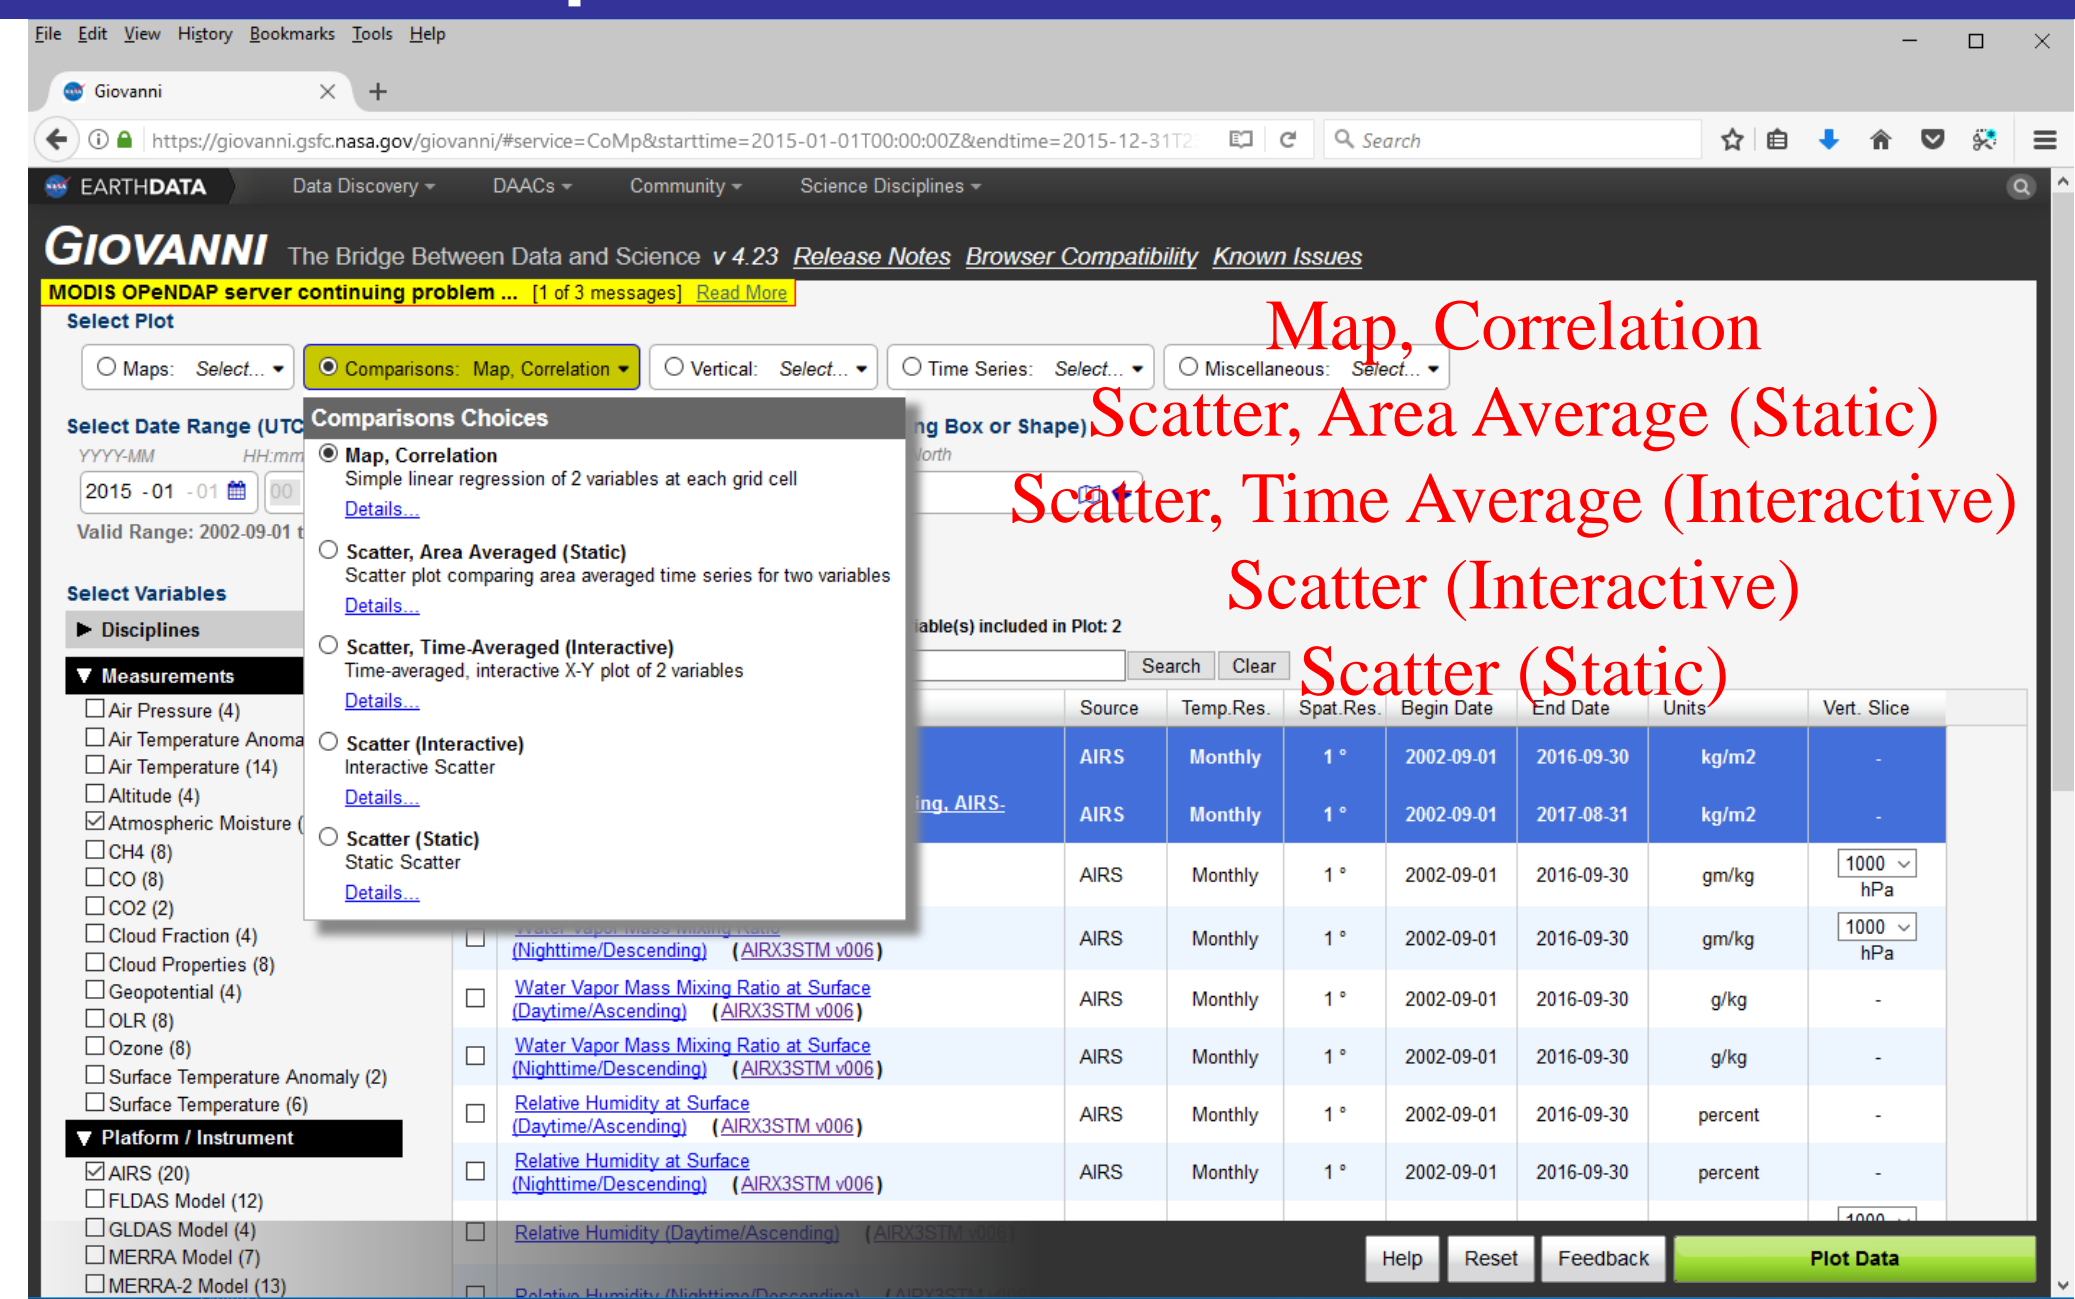 File Edit View History Bookmarks Tools Help
Giovanni
https://giovanni.gsfc.nasa.gov/giovanni/#service=CoMp&starttime=2015-01-01T00:00:00Z&endtime=2015-12-31T2
Search
EARTHDATA Data Discovery DAACs Community Science Disciplines
GIOVANNI The Bridge Between Data and Science v 4.23 Release Notes Browser Compatibility Known Issues
MODIS OPeNDAP server continuing problem ... [1 of 3 messages] Read More
Select Plot
Maps: Select... Comparisons: Map, Correlation Vertical: Select... Time Series: Select... Miscellaneous: Select...
Map, Correlation
Scatter, Area Average (Static)
Scatter, Time Average (Interactive)
Scatter (Interactive)
Scatter (Static)
Select Date Range (UTC
YYYY-MM HH:mm
2015 - 01 - 01 00
Valid Range: 2002-09-01 t
ng Box or Shape)
North
Comparisons Choices
Map, Correlation
Simple linear regression of 2 variables at each grid cell
Details...
Scatter, Area Averaged (Static)
Scatter plot comparing area averaged time series for two variables
Details...
Scatter, Time-Averaged (Interactive)
Time-averaged, interactive X-Y plot of 2 variables
Details...
Scatter (Interactive)
Interactive Scatter
Details...
Scatter (Static)
Static Scatter
Details...
Select Variables
Disciplines
Measurements
Air Pressure (4)
Air Temperature Anoma
Air Temperature (14)
Altitude (4)
Atmospheric Moisture (
CH4 (8)
CO (8)
CO2 (2)
Cloud Fraction (4)
Cloud Properties (8)
Geopotential (4)
OLR (8)
Ozone (8)
Surface Temperature Anomaly (2)
Surface Temperature (6)
Platform / Instrument
AIRS (20)
FLDAS Model (12)
GLDAS Model (4)
MERRA Model (7)
MERRA-2 Model (13)
iable(s) included in Plot: 2
Search Clear
Source Temp.Res. Spat.Res. Begin Date End Date Units Vert. Slice
AIRS Monthly 1 ° 2002-09-01 2016-09-30 kg/m2 -
ing, AIRS-
AIRS Monthly 1 ° 2002-09-01 2017-08-31 kg/m2 -
AIRS Monthly 1 ° 2002-09-01 2016-09-30 gm/kg 1000 hPa
Water Vapor Mass Mixing Ratio
(Nighttime/Descending) (AIRX3STM v006) AIRS Monthly 1 ° 2002-09-01 2016-09-30 gm/kg 1000 hPa
Water Vapor Mass Mixing Ratio at Surface
(Daytime/Ascending) (AIRX3STM v006) AIRS Monthly 1 ° 2002-09-01 2016-09-30 g/kg -
Water Vapor Mass Mixing Ratio at Surface
(Nighttime/Descending) (AIRX3STM v006) AIRS Monthly 1 ° 2002-09-01 2016-09-30 g/kg -
Relative Humidity at Surface
(Daytime/Ascending) (AIRX3STM v006) AIRS Monthly 1 ° 2002-09-01 2016-09-30 percent -
Relative Humidity at Surface
(Nighttime/Descending) (AIRX3STM v006) AIRS Monthly 1 ° 2002-09-01 2016-09-30 percent -
Relative Humidity (Daytime/Ascending) (AIRX3STM v006) 1000
Relative Humidity (Nighttime/Descending) (AIRX3STM
Help Reset Feedback Plot Data